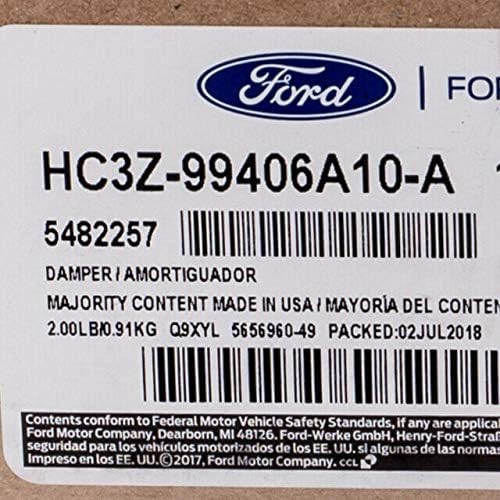 Ford | FO
HC3Z-99406A10-A
5482257
DAMPER / AMORTIGUADOR
MAJORITY CONTENT MADE IN USA / MAYORÍA DEL CONTEN
2.00LB/0.91KG Q9XYL 5656960-49 PACKED:02JUL2018
Contents conform to Federal Motor Vehicle Safety Standards, if any are applicabl
Ford Motor Company, Dearborn, MI 48126. Ford-Werke GmbH, Henry-Ford-Straß
seguridad para los vehículos motorizados de los EE. UU. si algunas de las normas
Impreso en los EE. UU. ©2017, Ford Motor Company. CCL